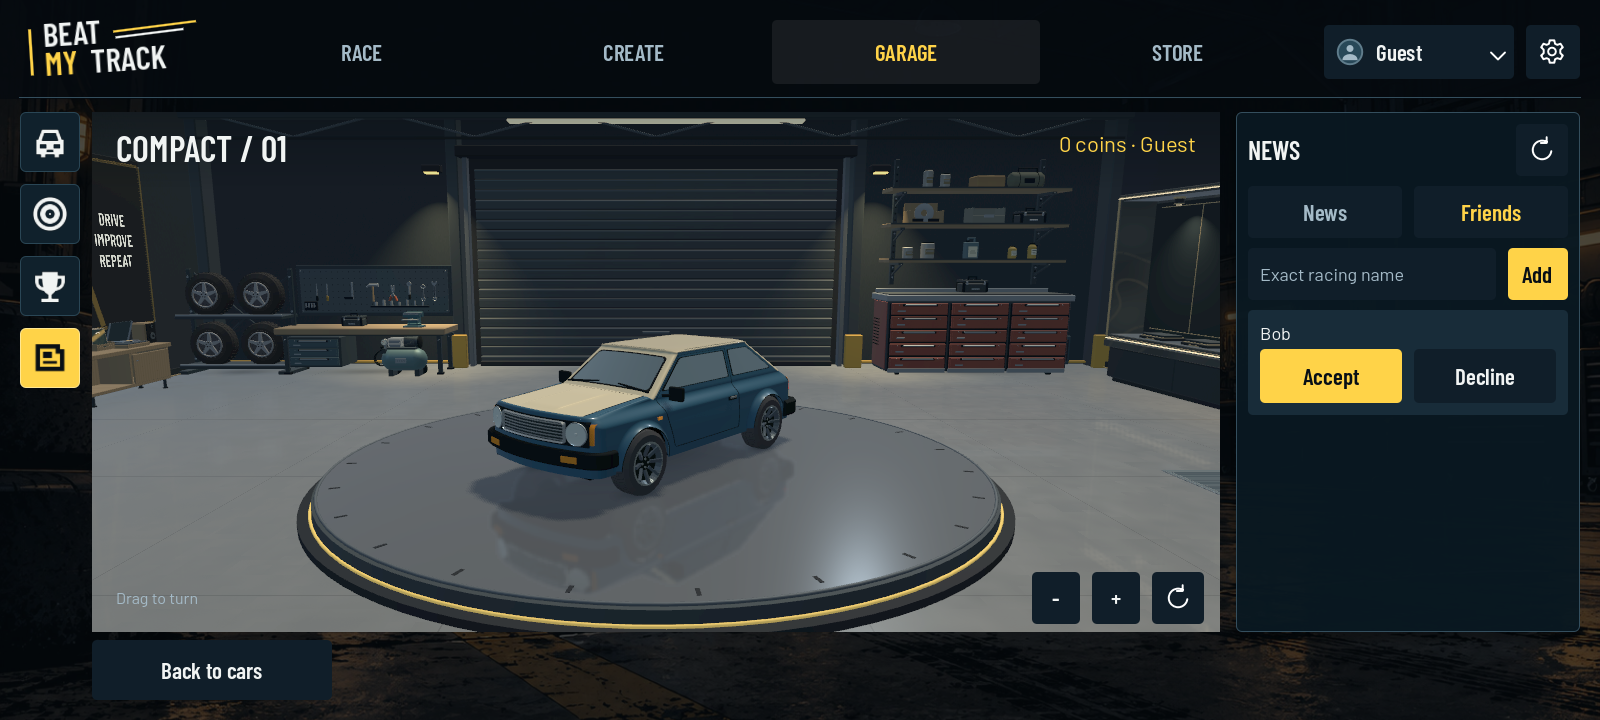 BEAT
MY TRACK
RACE
CREATE
GARAGE
STORE
Guest
COMPACT / 01
0 coins · Guest
DRIVE
IMPROVE
REPEAT
NEWS
News
Friends
Exact racing name
Add
Bob
Accept
Decline
Drag to turn
-
+
Back to cars